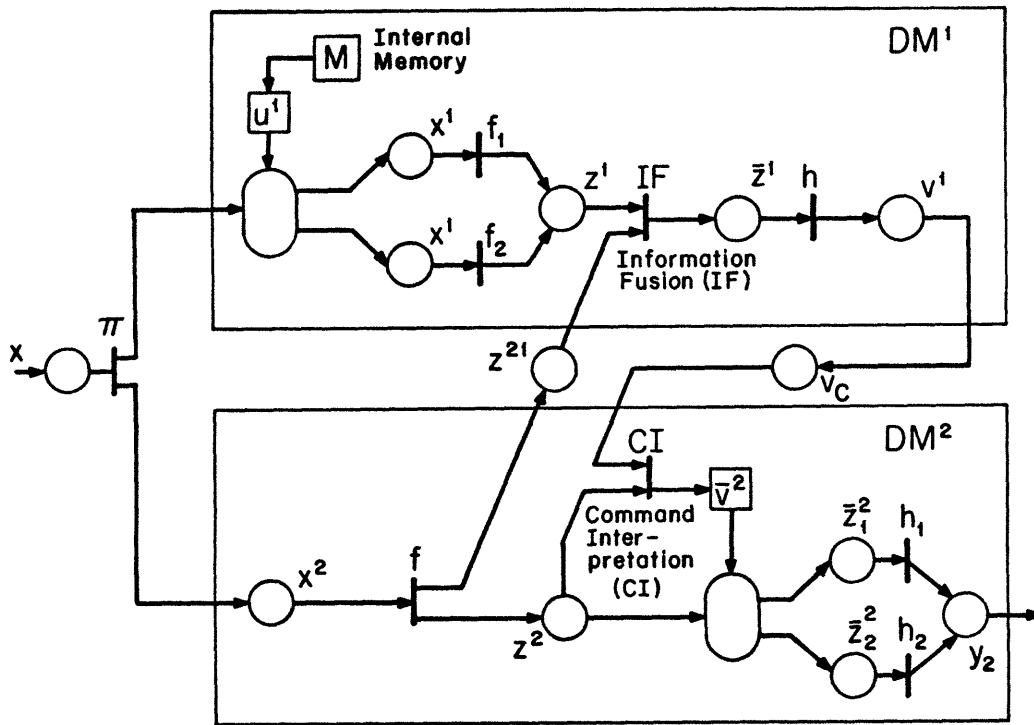 DM¹
M
Internal
Memory
u¹
x¹
f₁
z¹
IF
z̄¹
h
v¹
x¹
f₂
Information
Fusion (IF)
π
x
z²¹
v_C
DM²
CI
v̄²
Command
Inter-
pretation
(CI)
z̄²₁
h₁
x²
f
z²
z̄²₂
h₂
y₂